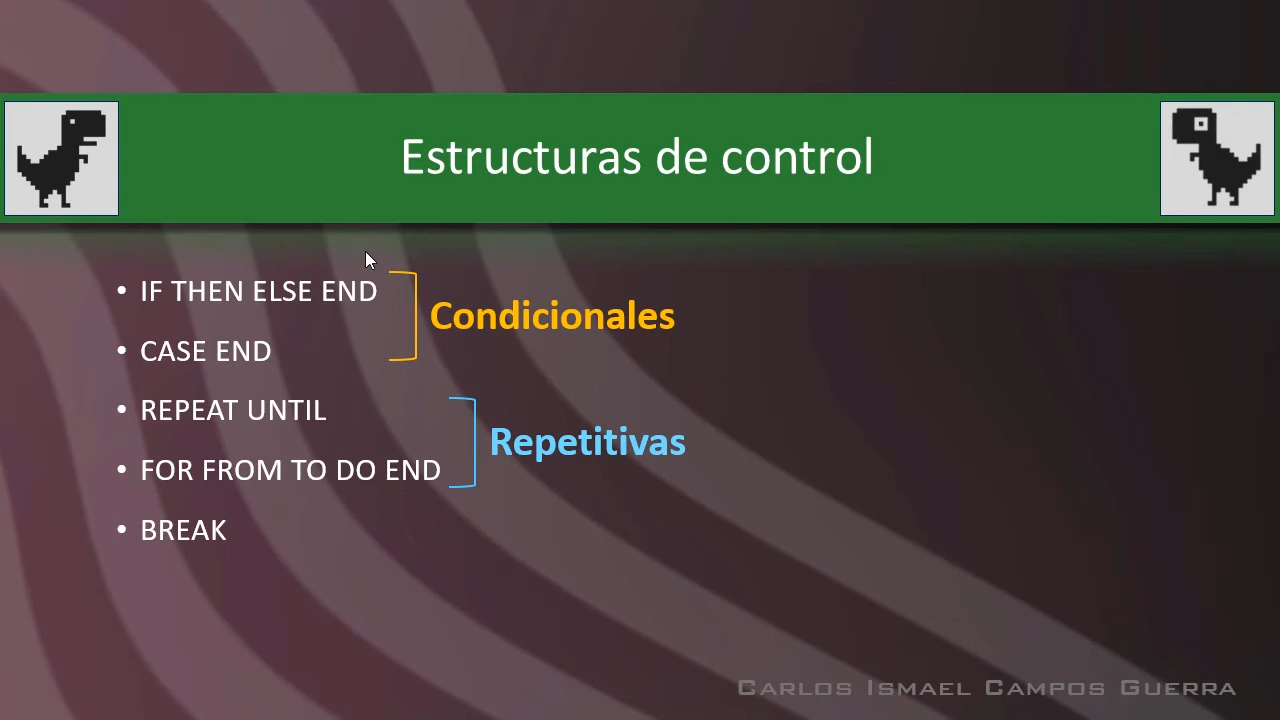 Estructuras de control
• IF THEN ELSE END
Condicionales
• CASE END
• REPEAT UNTIL
Repetitivas
• FOR FROM TO DO END
• BREAK
Carlos Ismael Campos Guerra